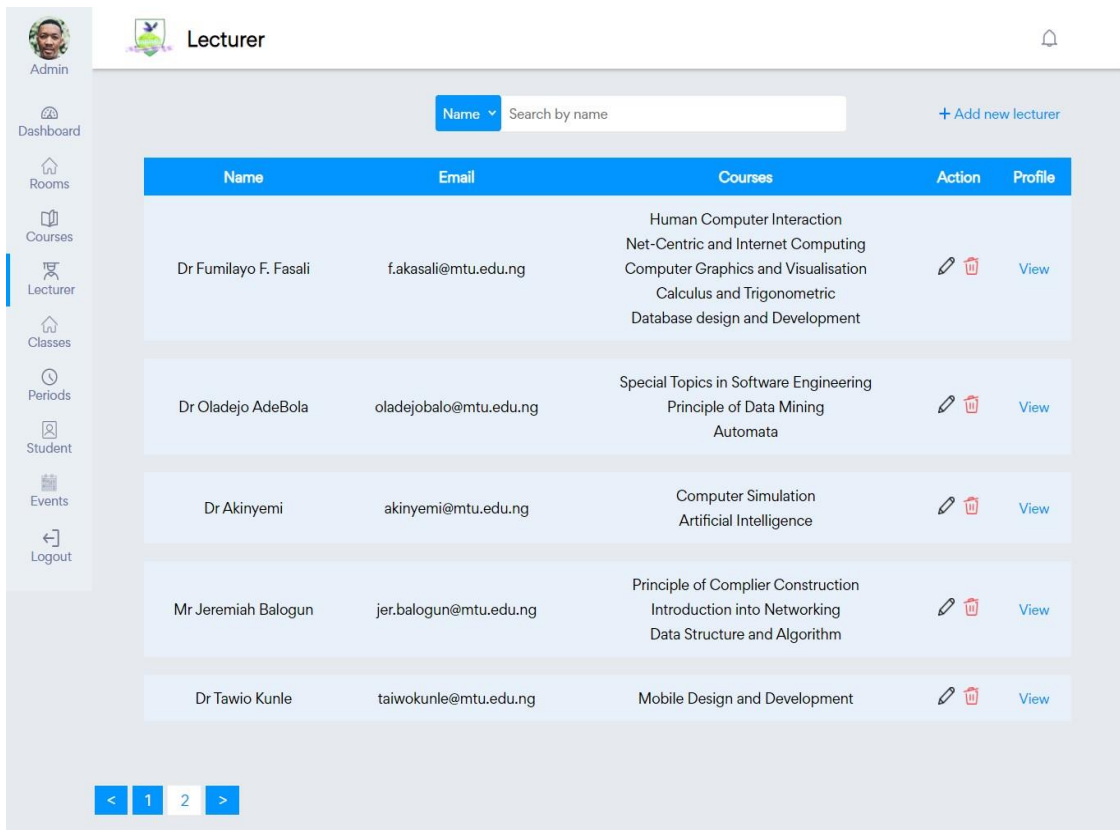 Admin
Lecturer
Dashboard
Rooms
Courses
Lecturer
Classes
Periods
Student
Events
Logout
Name Search by name + Add new lecturer
Name Email Courses Action Profile
Human Computer Interaction
Net-Centric and Internet Computing
Dr Fumilayo F. Fasali f.akasali@mtu.edu.ng Computer Graphics and Visualisation View
Calculus and Trigonometric
Database design and Development
Special Topics in Software Engineering
Dr Oladejo AdeBola oladejobalo@mtu.edu.ng Principle of Data Mining View
Automata
Computer Simulation
Dr Akinyemi akinyemi@mtu.edu.ng View
Artificial Intelligence
Principle of Complier Construction
Mr Jeremiah Balogun jer.balogun@mtu.edu.ng Introduction into Networking View
Data Structure and Algorithm
Dr Tawio Kunle taiwokunle@mtu.edu.ng Mobile Design and Development View
< 1 2 >